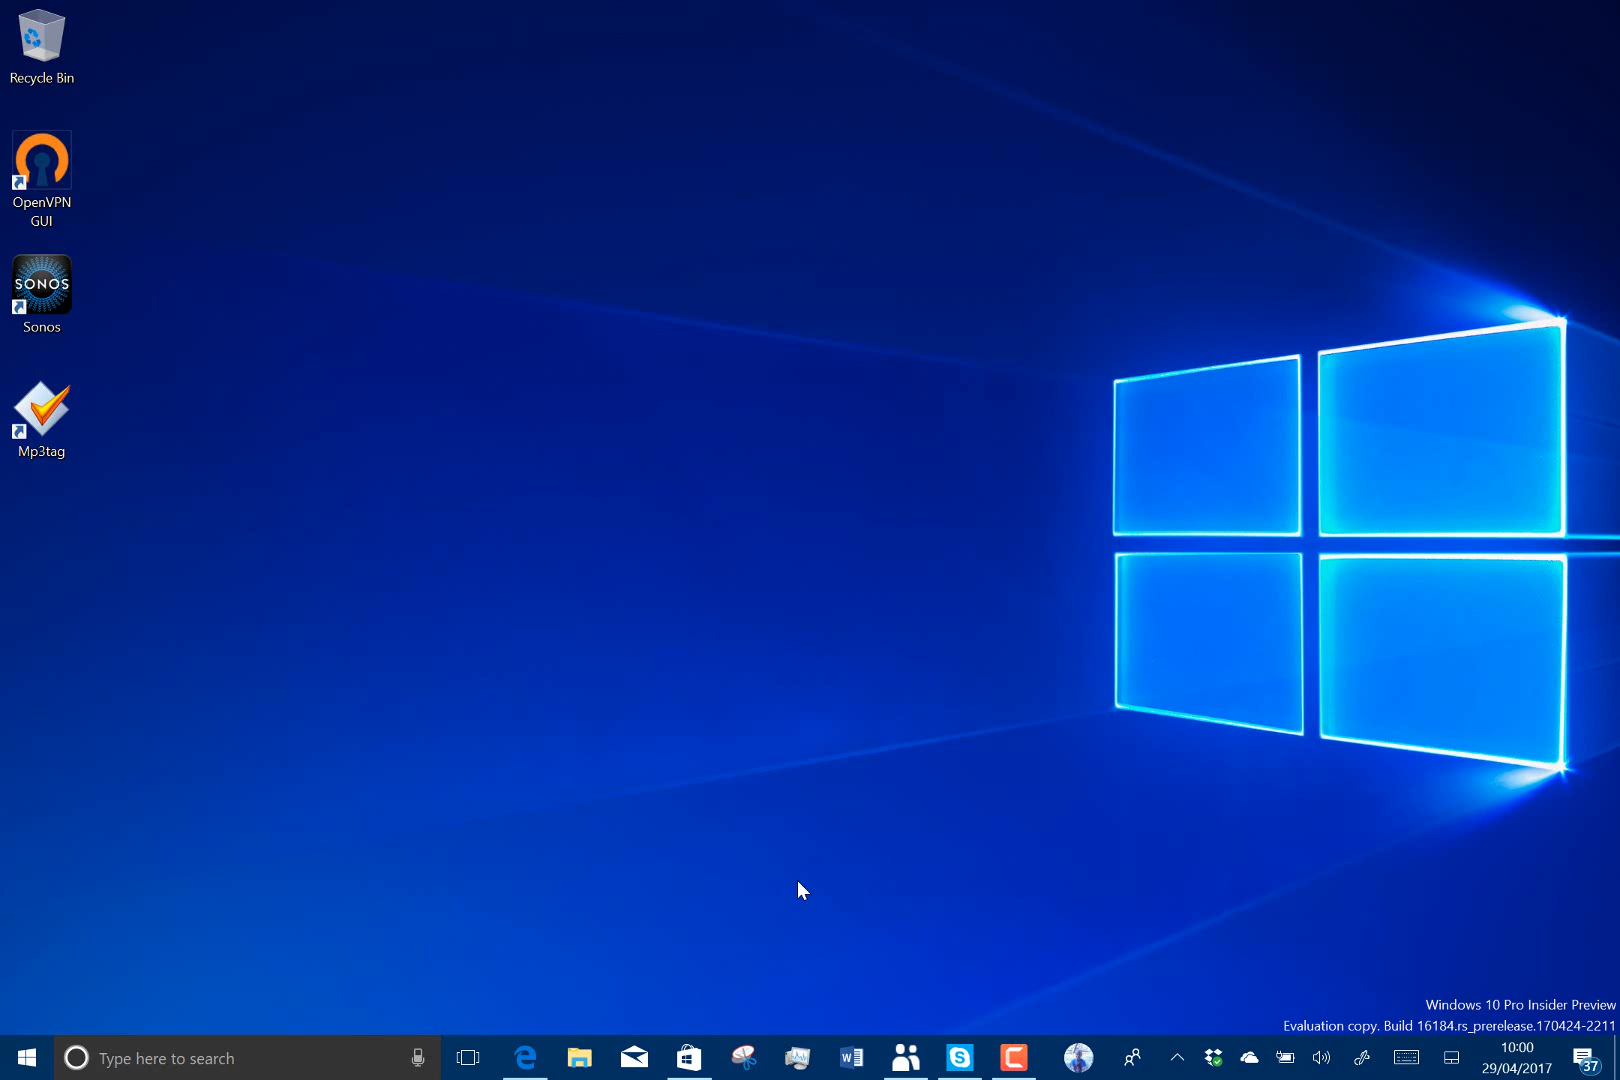 Recycle Bin
OpenVPN
GUI
SONOS
Sonos
Mp3tag
Windows 10 Pro Insider Preview
Evaluation copy. Build 16184.rs_prerelease.170424-2211
Type here to search
10:00
29/04/2017
37